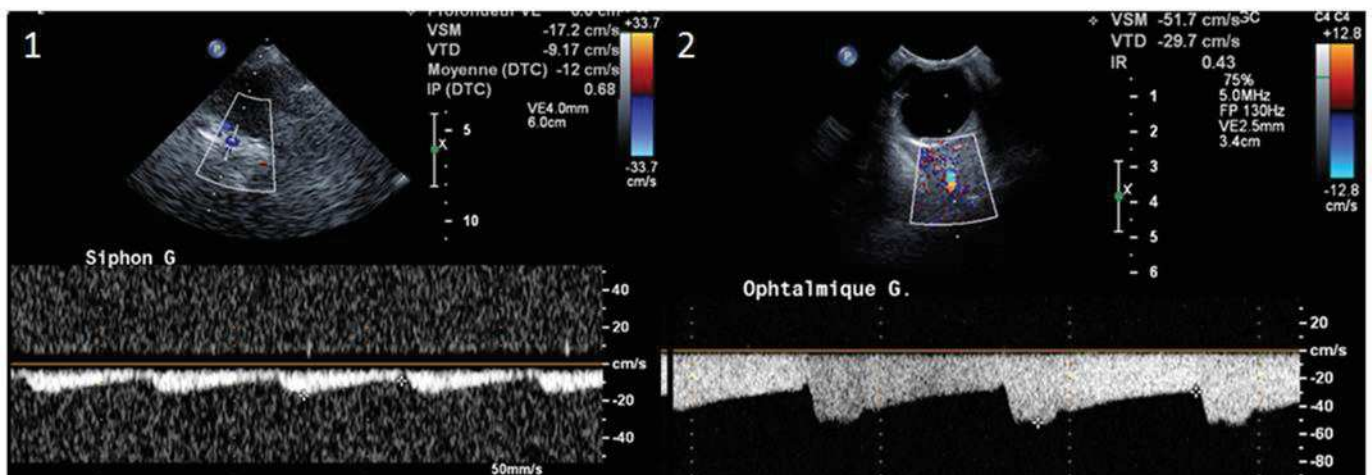 1
VSM -17.2 cm/s
VTD -9.17 cm/s
Moyenne (DTC) -12 cm/s
IP (DTC) 0.68
VE4.0mm
6.0cm
+33.7
-33.7
cm/s
5
X
10
Siphon G
40
20
cm/s
-20
-40
50mm/s
2
VSM -51.7 cm/s
VTD -29.7 cm/s
IR 0.43
75%
5.0MHz
FP 130Hz
VE2.5mm
3.4cm
C4 C4
+12.8
-12.8
cm/s
1
2
3
X
4
5
6
Ophtalmique G.
20
cm/s
-20
-40
-60
-80
P
P